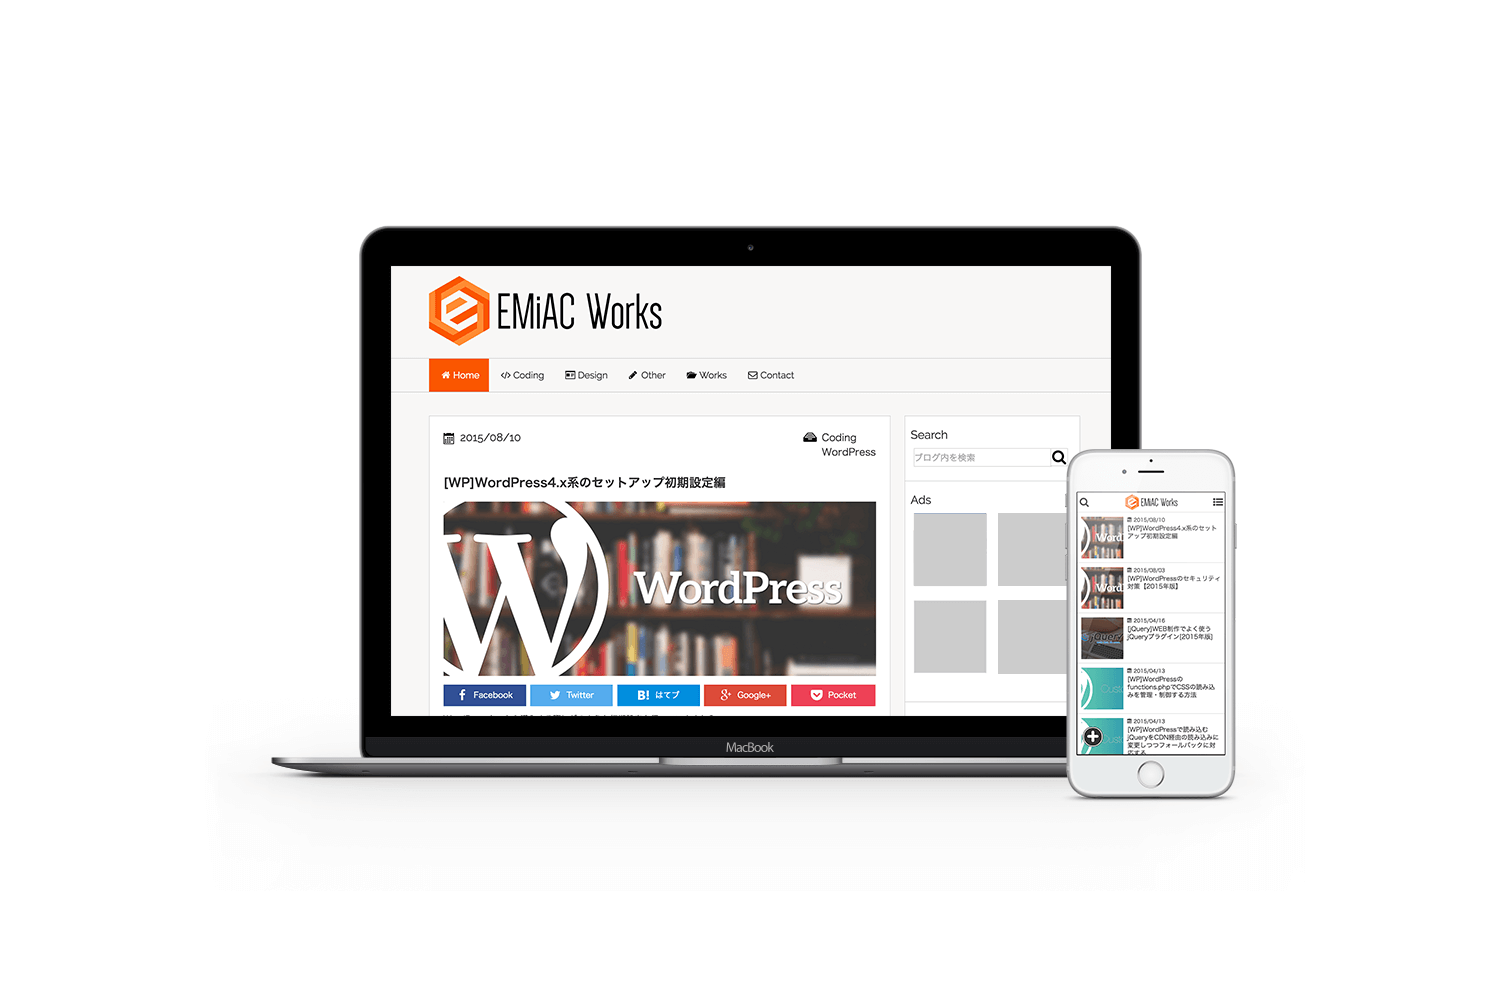 EMiAC Works
Home Coding Design Other Works Contact
2015/08/10
Coding
WordPress
[WP]WordPress4.x系のセットアップ初期設定編
WordPress
Facebook Twitter B! はてブ Google+ Pocket
Search
ブログ内を検索
Ads
MacBook
EMiAC Works
2015/08/10
[WP]WordPress4.x系のセット
アップ初期設定編
2015/08/03
[WP]WordPressのセキュリティ
対策【2015年版】
jQuery
2015/04/16
[jQuery]WEB制作でよく使う
jQueryプラグイン[2015年版]
2015/04/13
[WP]WordPressの
functions.phpでCSSの読み込
みを管理・制御する方法
2015/04/13
[WP]WordPressで読み込む
jQueryをCDN経由の読み込みに
変更しつつフォールバックに対
応する